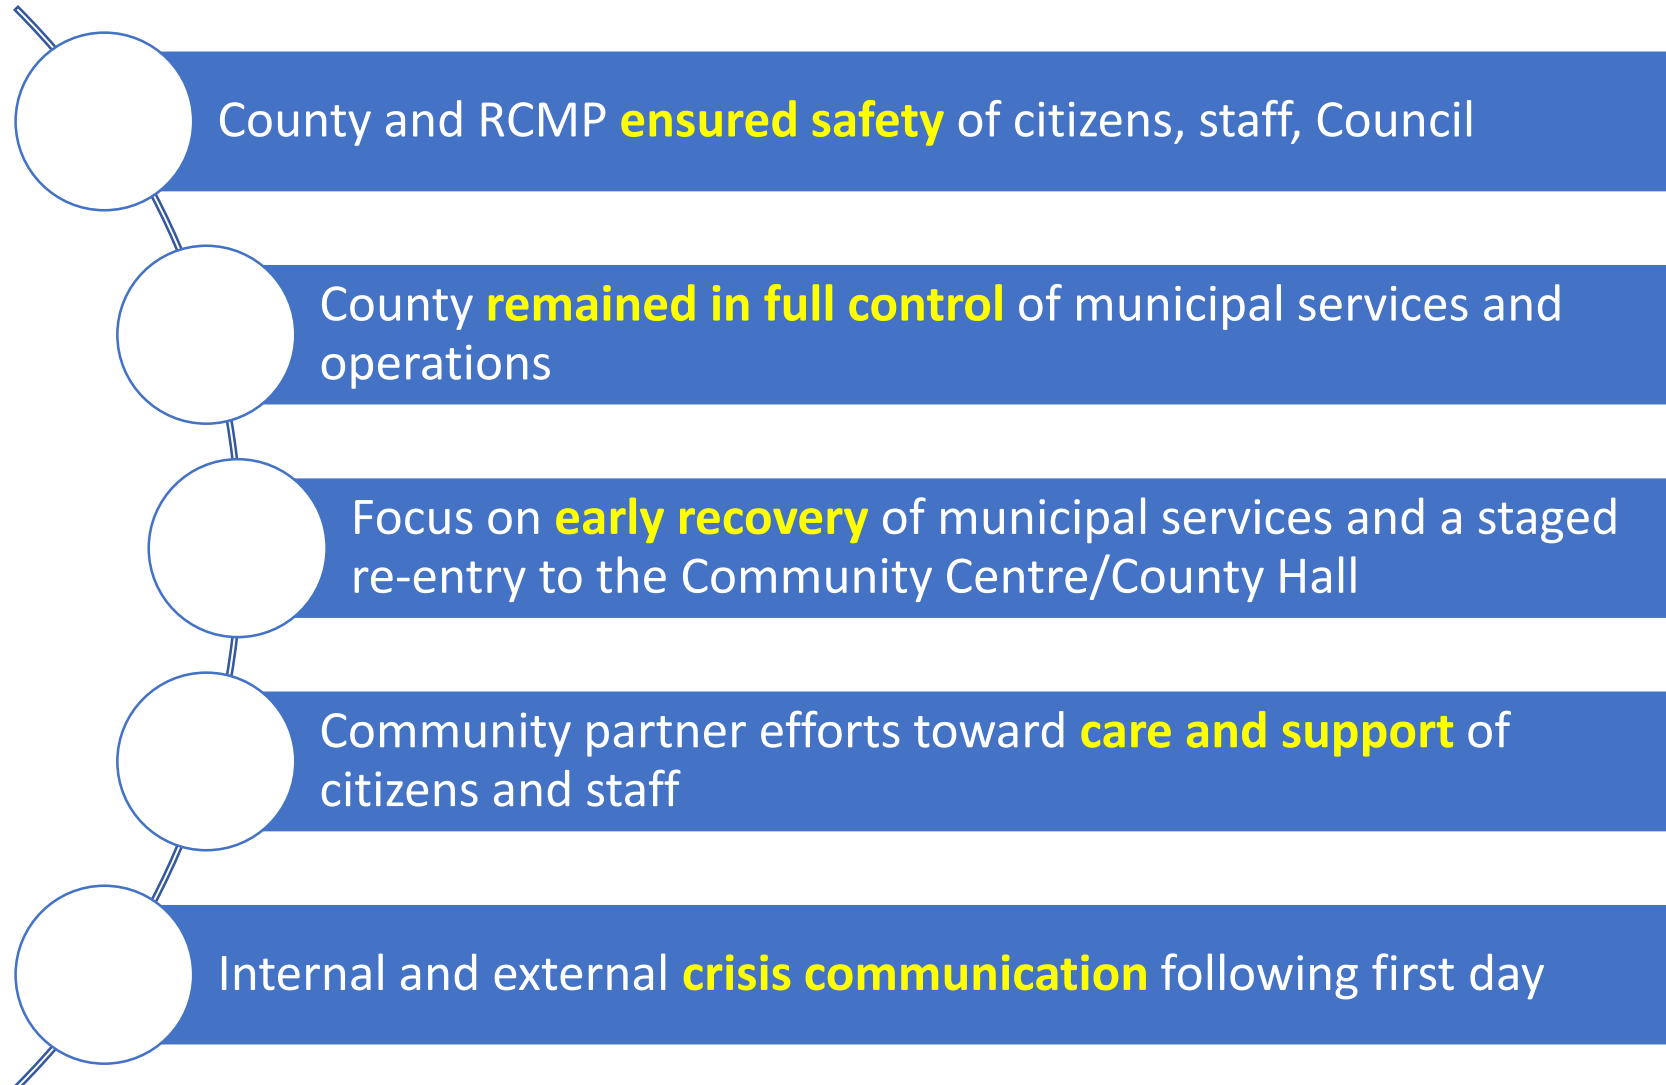 County and RCMP ensured safety of citizens, staff, Council
County remained in full control of municipal services and
operations
Focus on early recovery of municipal services and a staged
re-entry to the Community Centre/County Hall
Community partner efforts toward care and support of
citizens and staff
Internal and external crisis communication following first day